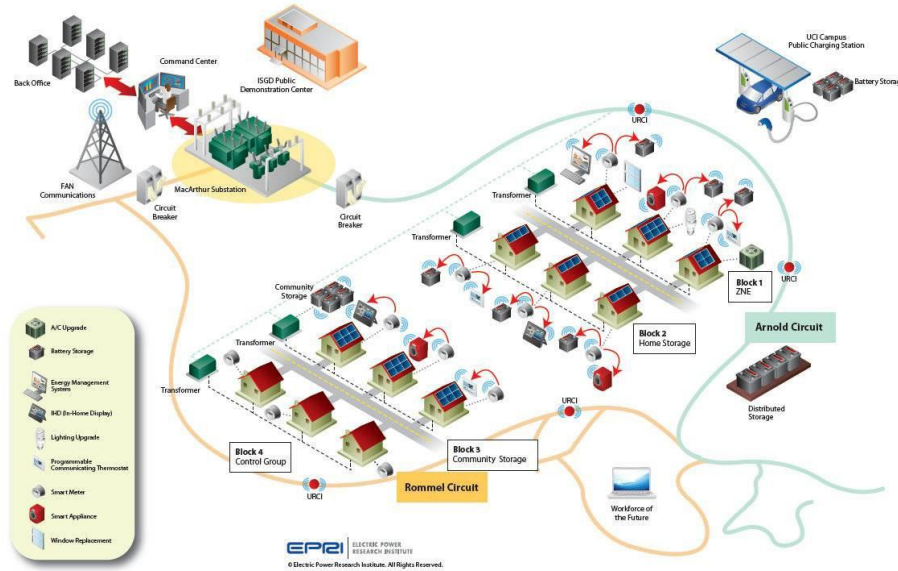 Back Office
Command Center
ISGD Public
Demonstration Center
UCI Campus
Public Charging Station
Battery Storage
FAN
Communications
MacArthur Substation
Circuit
Breaker
Circuit
Breaker
URCI
Transformer
Transformer
Block 1
ZNE
URCI
Community
Storage
Block 2
Home Storage
Arnold Circuit
Transformer
Transformer
Distributed
Storage
URCI
Block 3
Community Storage
Block 4
Control Group
URCI
Rommel Circuit
Workforce of
the Future
A/C Upgrade
Battery Storage
Energy Management
System
IHD (In-Home Display)
Lighting Upgrade
Programmable
Communicating Thermostat
Smart Meter
Smart Appliance
Window Replacement
EPRI
ELECTRIC POWER
RESEARCH INSTITUTE
© Electric Power Research Institute. All Rights Reserved.